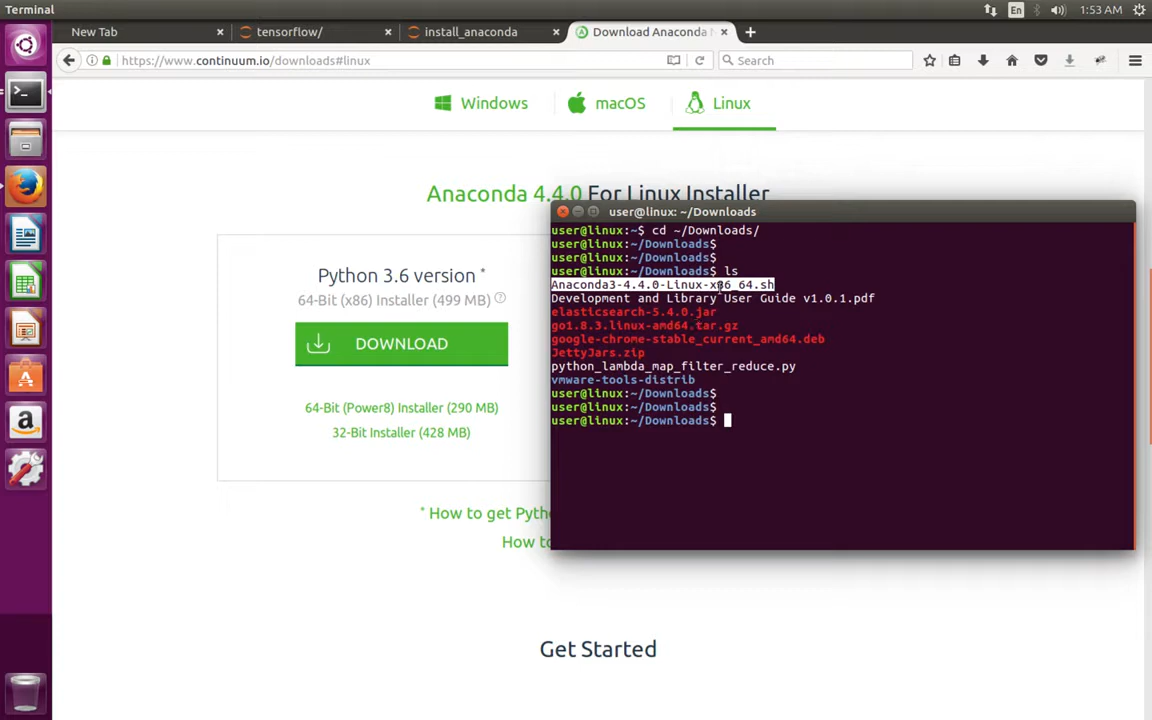 Terminal
En
1:53 AM
New Tab
tensorflow/
install_anaconda
Download Anaconda N
https://www.continuum.io/downloads#linux
Search
Windows
macOS
Linux
Anaconda 4.4.0 For Linux Installer
Python 3.6 version *
64-Bit (x86) Installer (499 MB) ?
DOWNLOAD
64-Bit (Power8) Installer (290 MB)
32-Bit Installer (428 MB)
* How to get Pyth
How to
Get Started
user@linux: ~/Downloads
user@linux:~$ cd ~/Downloads/
user@linux:~/Downloads$
user@linux:~/Downloads$
user@linux:~/Downloads$ ls
Anaconda3-4.4.0-Linux-x86_64.sh
Development and Library User Guide v1.0.1.pdf
elasticsearch-5.4.0.jar
go1.8.3.linux-amd64.tar.gz
google-chrome-stable_current_amd64.deb
JettyJars.zip
python_lambda_map_filter_reduce.py
vmware-tools-distrib
user@linux:~/Downloads$
user@linux:~/Downloads$
user@linux:~/Downloads$